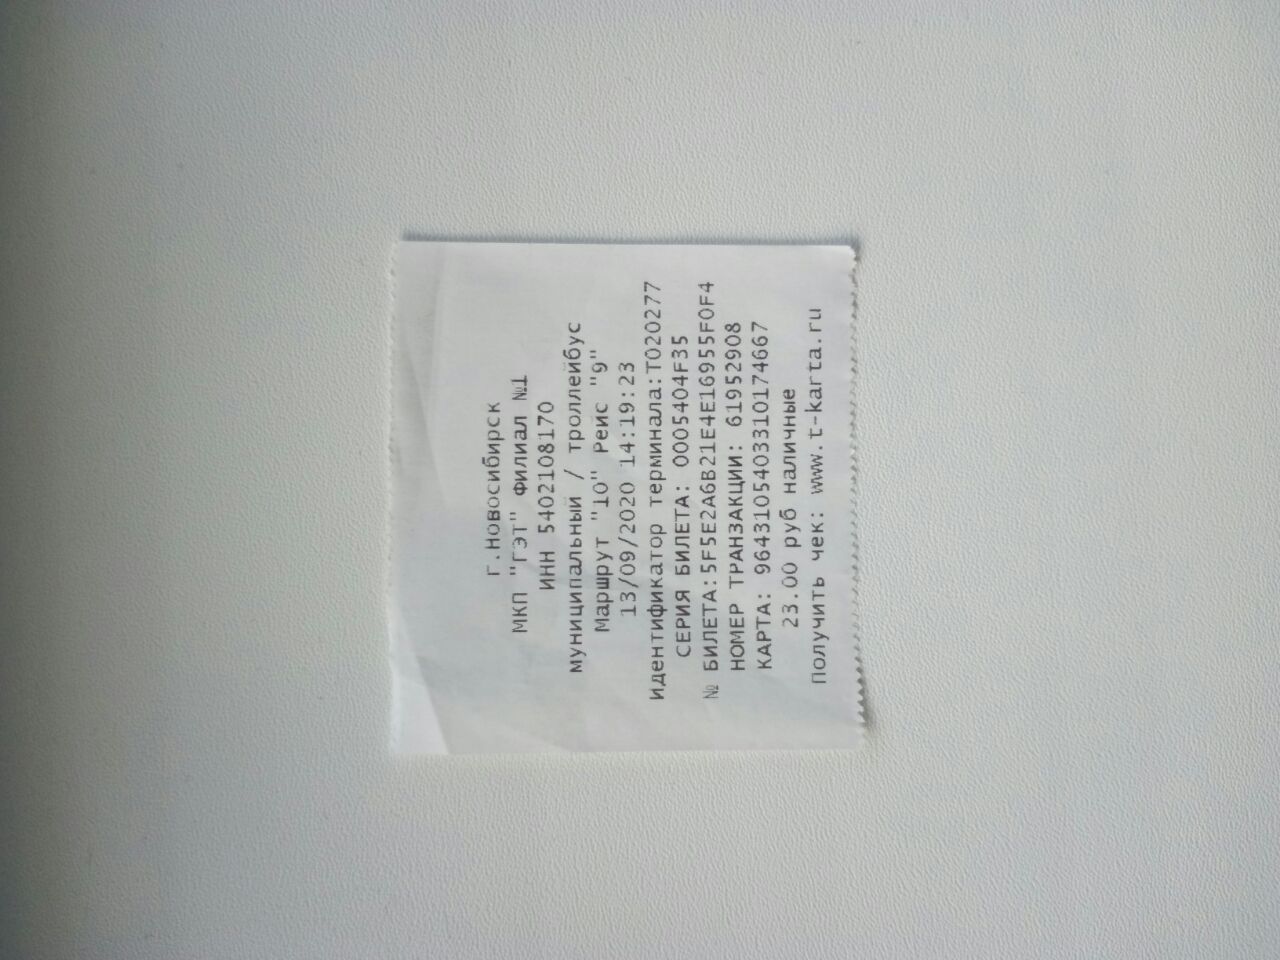 г.Новосибирск
МКП "ГЭТ" Филиал №1
ИНН 5402108170
муниципальный / троллейбус
Маршрут "10" Рейс "9"
13/09/2020 14:19:23
Идентификатор терминала:T020277
СЕРИЯ БИЛЕТА: 0005404F35
№ БИЛЕТА:5F5E2A6B21E4E16955F0F4
НОМЕР ТРАНЗАКЦИИ: 61952908
КАРТА: 9643105403310174667
23.00 руб наличные
Получить чек: www.t-karta.ru